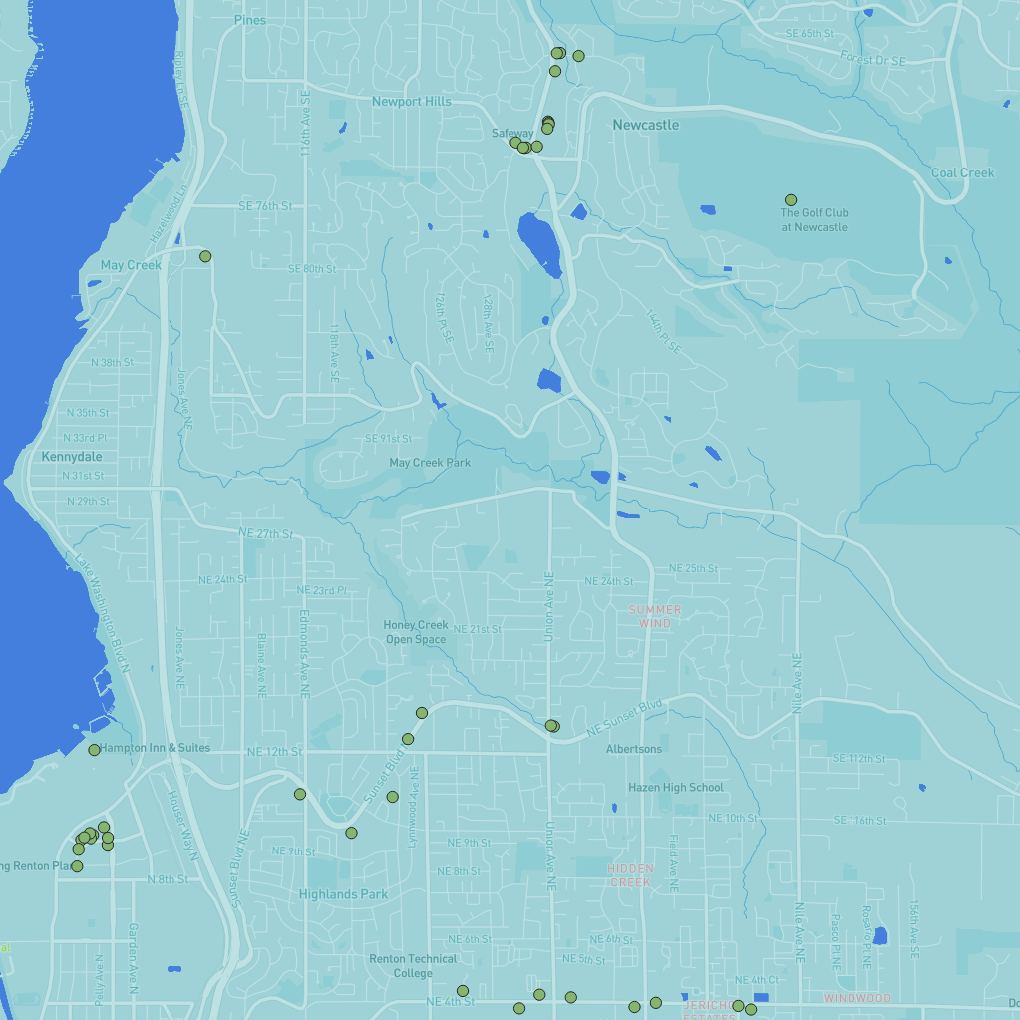 Pines
SE 65th St
Forest Dr SE
Ripley Ln SE
Newport Hills
116th Ave SE
Safeway
Newcastle
Coal Creek
Hazelwood Ln
SE 76th St
The Golf Club
at Newcastle
May Creek
SE 80th St
126th Pl SE
128th Ave SE
144th Pl SE
118th Ave SE
N 38th St
Jones Ave NE
N 35th St
N 33rd Pl
SE 91st St
Kennydale
May Creek Park
N 31st St
N 29th St
NE 27th St
Lake Washington Blvd N
NE 24th St
NE 23rd Pl
NE 24th St
NE 25th St
Union Ave NE
SUMMER
WIND
Honey Creek
Open Space
NE 21st St
Jones Ave NE
Blaine Ave NE
Edmonds Ave NE
Nile Ave NE
NE Sunset Blvd
Hampton Inn & Suites
NE 12th St
Albertsons
SE 112th St
Sunset Blvd
Lynnwood Ave NE
Hazen High School
Houser Way N
NE 10th St
SE 116th St
Sunset Blvd NE
NE 9th St
NE 9th St
Union Ave NE
Field Ave NE
ng Renton Plan
N 8th St
NE 8th St
HIDDEN
CREEK
Highlands Park
Nile Ave NE
Pasco Pl NE
Rosario Pl NE
156th Ave SE
Garden Ave N
NE 6th St
NE 6th St
al
Renton Technical
College
NE 5th St
Pelly Ave N
NE 4th Ct
NE 4th St
JERICHO
ESTATES
WINDWOOD